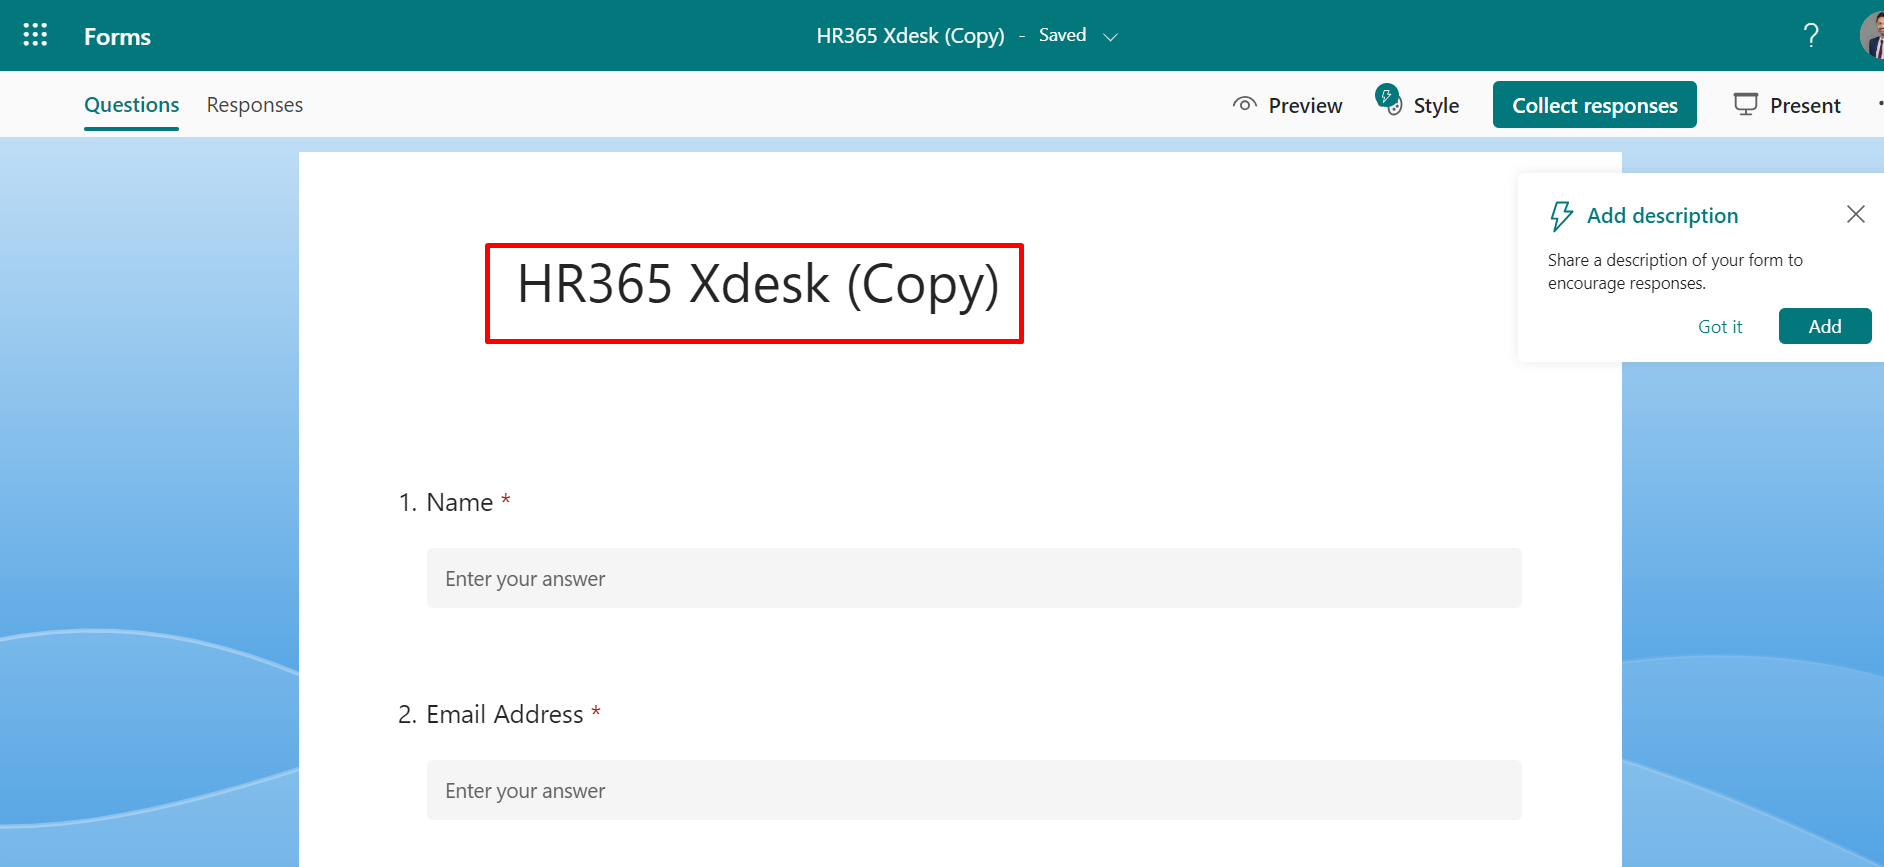 Forms
HR365 Xdesk (Copy) - Saved
?
Questions
Responses
Preview
Style
Collect responses
Present
Add description
Share a description of your form to
encourage responses.
Got it
Add
HR365 Xdesk (Copy)
1. Name *
Enter your answer
2. Email Address *
Enter your answer